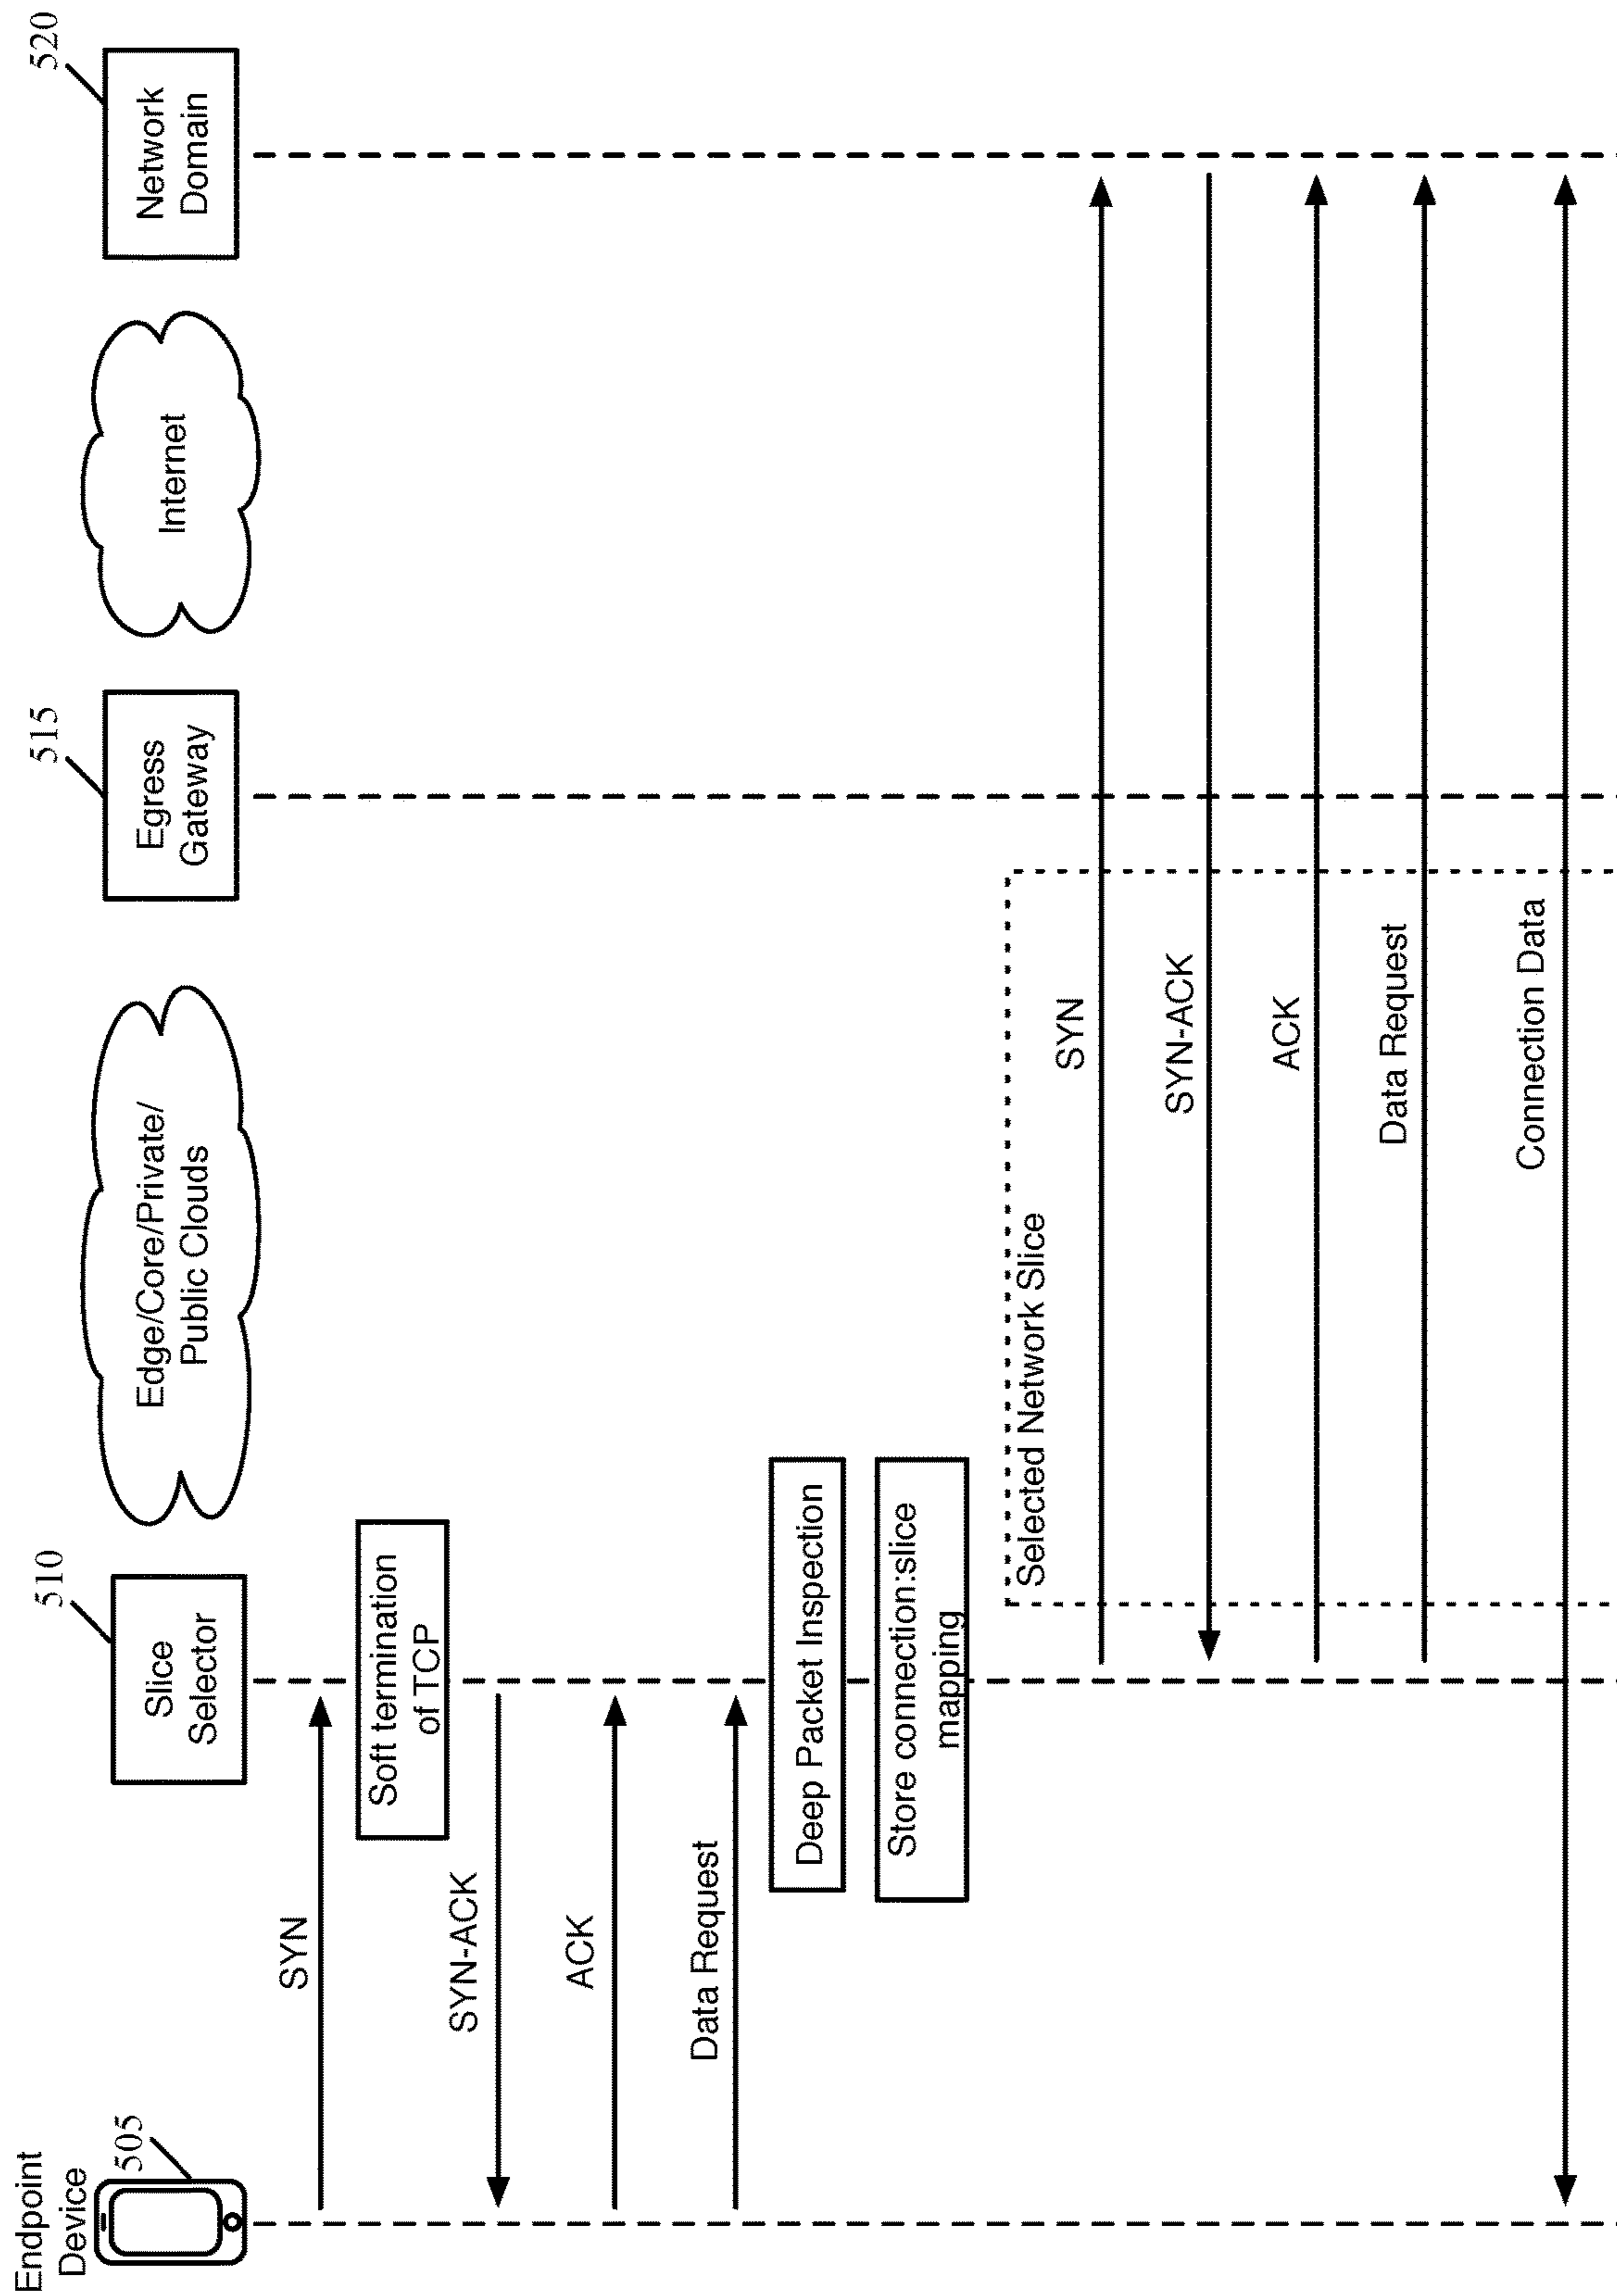 Endpoint
Device
505
510
Slice
Selector
Edge/Core/Private/
Public Clouds
515
Egress
Gateway
Internet
520
Network
Domain
SYN
Soft termination
of TCP
SYN-ACK
ACK
Data Request
Deep Packet Inspection
Store connection:slice
mapping
Selected Network Slice
SYN
SYN-ACK
ACK
Data Request
Connection Data